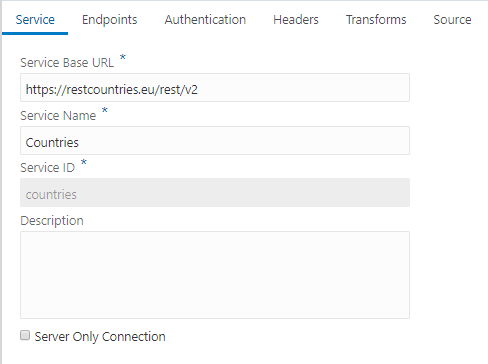 Service Endpoints Authentication Headers Transforms Source
Service Base URL *
https://restcountries.eu/rest/v2
Service Name *
Countries
Service ID *
countries
Description
Server Only Connection